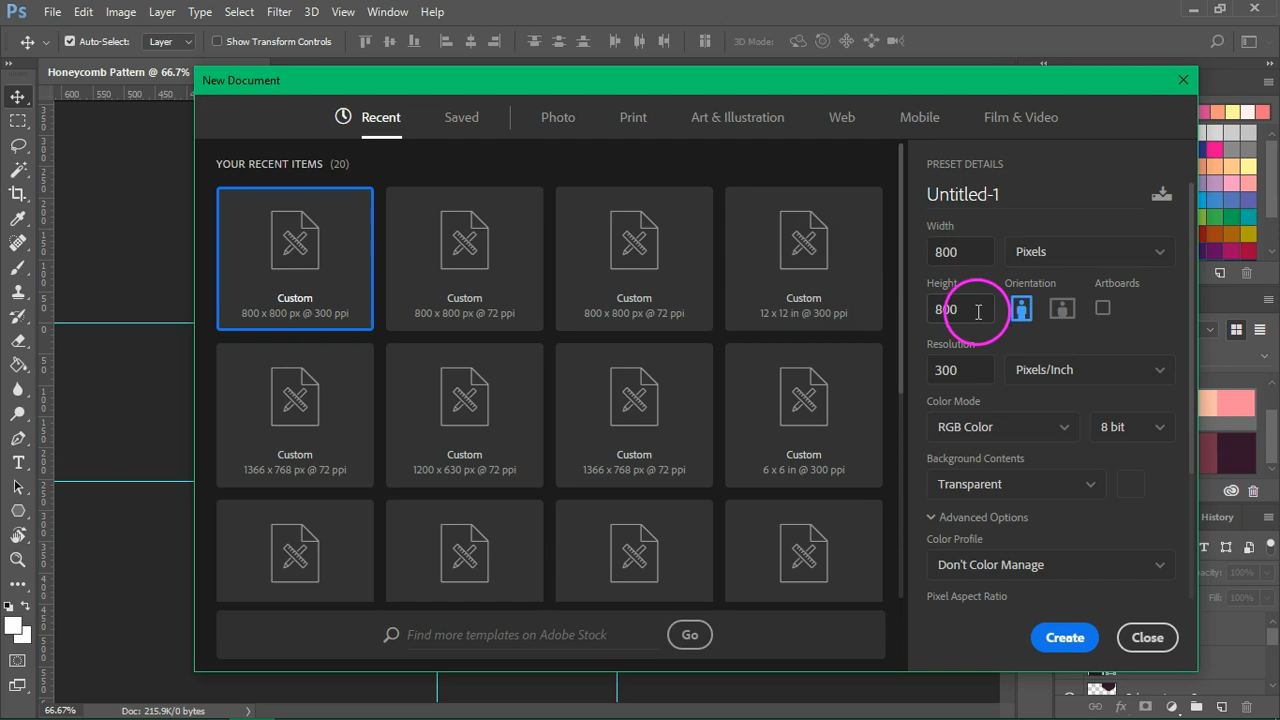 Ps File Edit Image Layer Type Select Filter 3D View Window Help
Auto-Select: Layer Show Transform Controls 3D Mode:
Honeycomb Pattern @ 66.7%
600 550 500 450
New Document
Recent Saved Photo Print Art & Illustration Web Mobile Film & Video
YOUR RECENT ITEMS (20)
Custom
800 x 800 px @ 300 ppi
Custom
800 x 800 px @ 72 ppi
Custom
800 x 800 px @ 72 ppi
Custom
12 x 12 in @ 300 ppi
Custom
1366 x 768 px @ 72 ppi
Custom
1200 x 630 px @ 72 ppi
Custom
1366 x 768 px @ 72 ppi
Custom
6 x 6 in @ 300 ppi
Find more templates on Adobe Stock
Go
PRESET DETAILS
Untitled-1
Width
800 Pixels
Height Orientation Artboards
800
Resolution
300 Pixels/Inch
Color Mode
RGB Color 8 bit
Background Contents
Transparent
Advanced Options
Color Profile
Don't Color Manage
Pixel Aspect Ratio
Create Close
History
100%
Fill: 100%
66.67% Doc: 215.9K/0 bytes